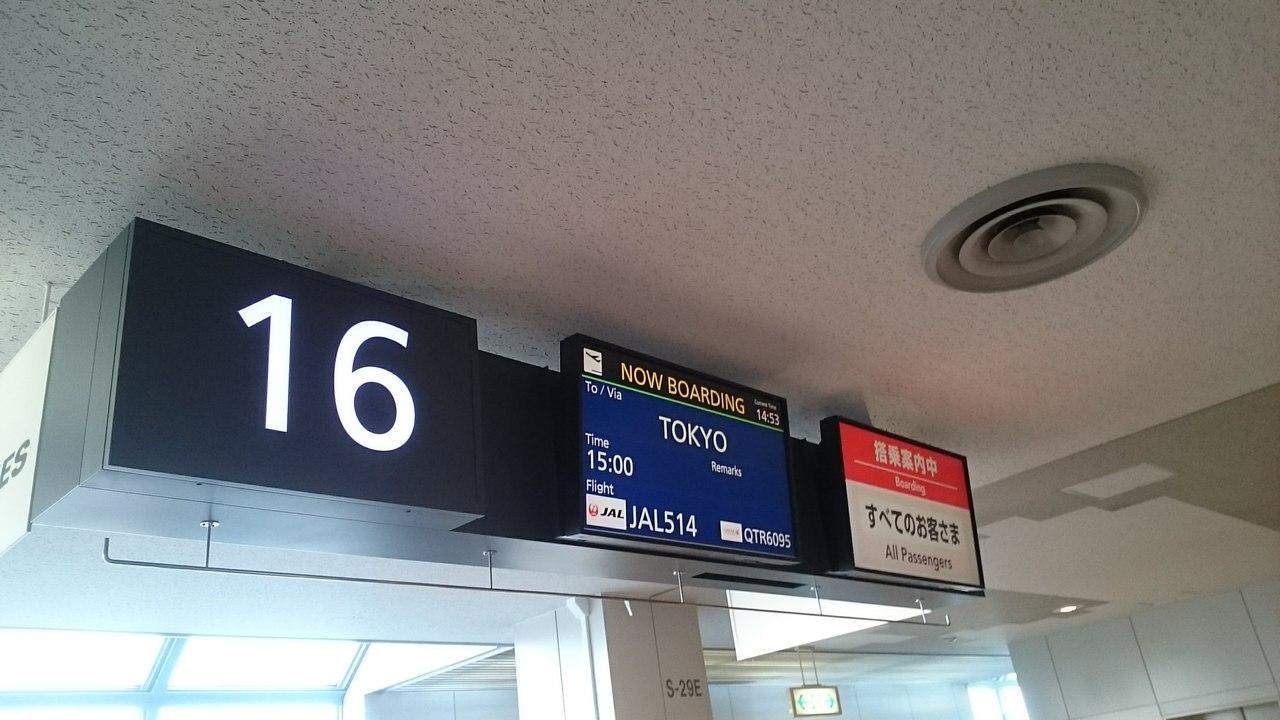 ES
16
NOW BOARDING
Current Time
14:53
To / Via
TOKYO
Time
15:00
Remarks
Flight
JAL JAL514
QTR6095
搭乗案内中
Boarding
すべてのお客さま
All Passengers
S-29E